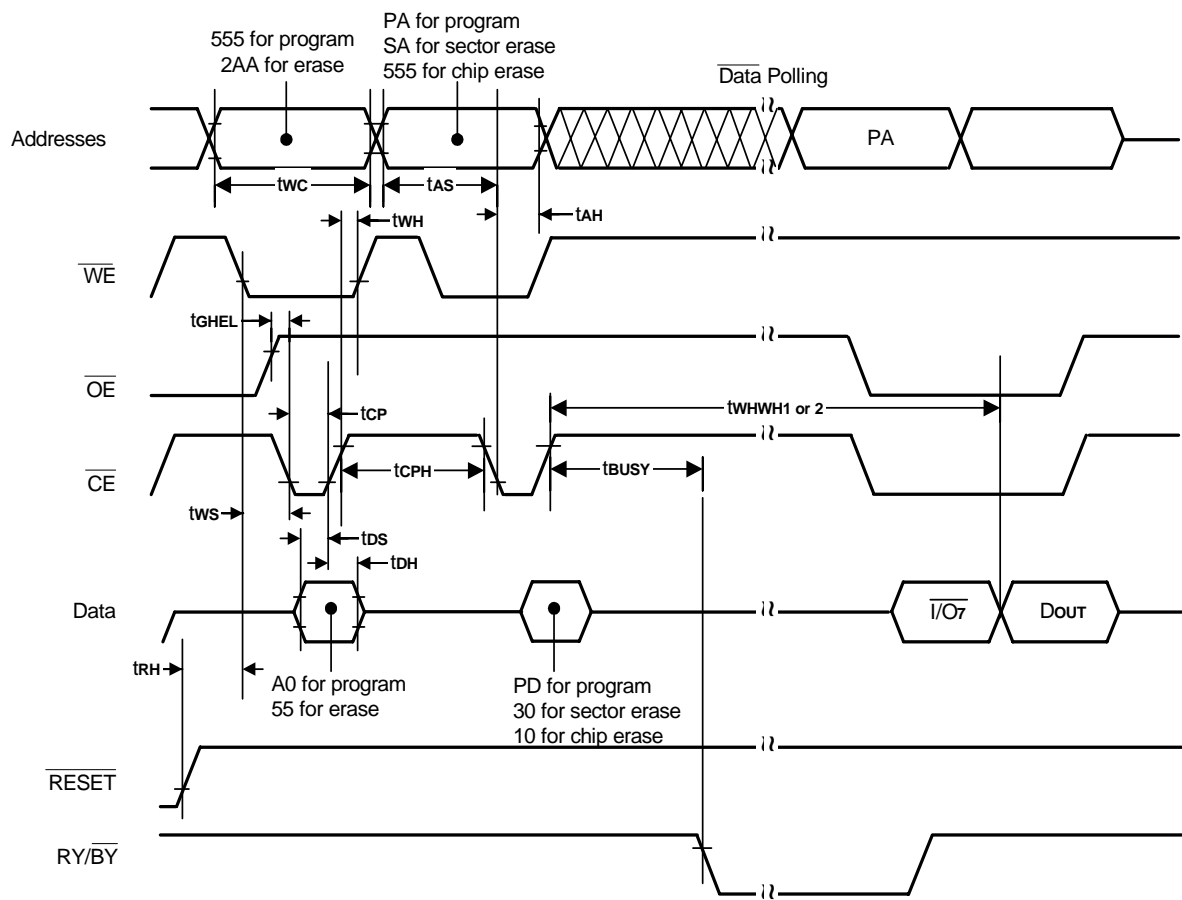 555 for program
2AA for erase
PA for program
SA for sector erase
555 for chip erase
Data Polling
Addresses
PA
tWC
tAS
tWH
tAH
WE
tGHEL
OE
tCP
tWHWH1 or 2
CE
tCPH
tBUSY
tWS
tDS
tDH
Data
I/O7
DOUT
tRH
A0 for program
55 for erase
PD for program
30 for sector erase
10 for chip erase
RESET
RY/BY